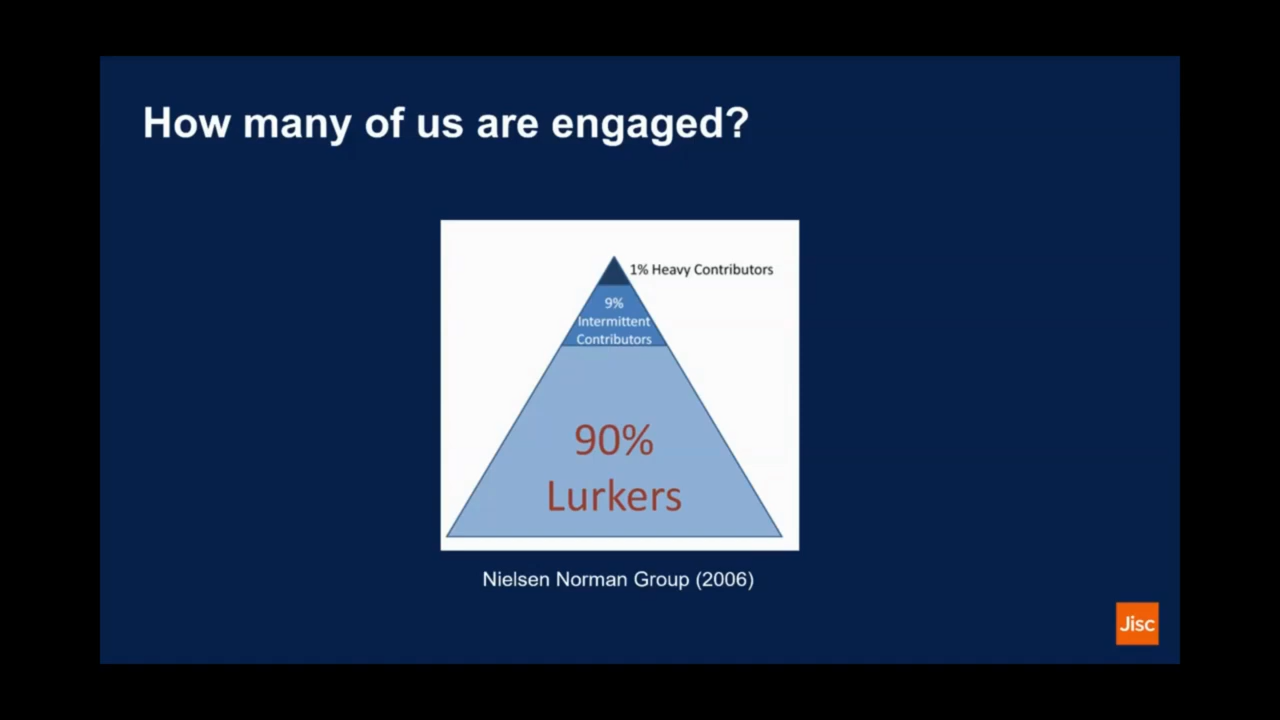 How many of us are engaged?
1% Heavy Contributors
9%
Intermittent
Contributors
90%
Lurkers
Nielsen Norman Group (2006)
Jisc